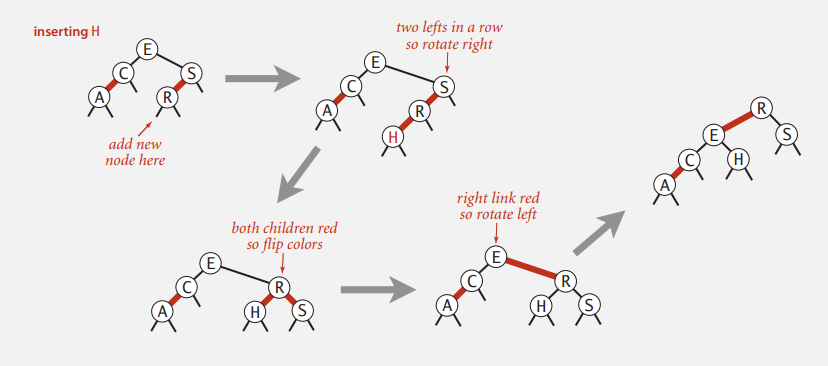 inserting H
E
C
S
A
R
add new
node here
two lefts in a row
so rotate right
E
C
S
A
R
H
both children red
so flip colors
E
C
R
A
H
S
right link red
so rotate left
E
C
R
A
H
S
R
E
S
C
H
A